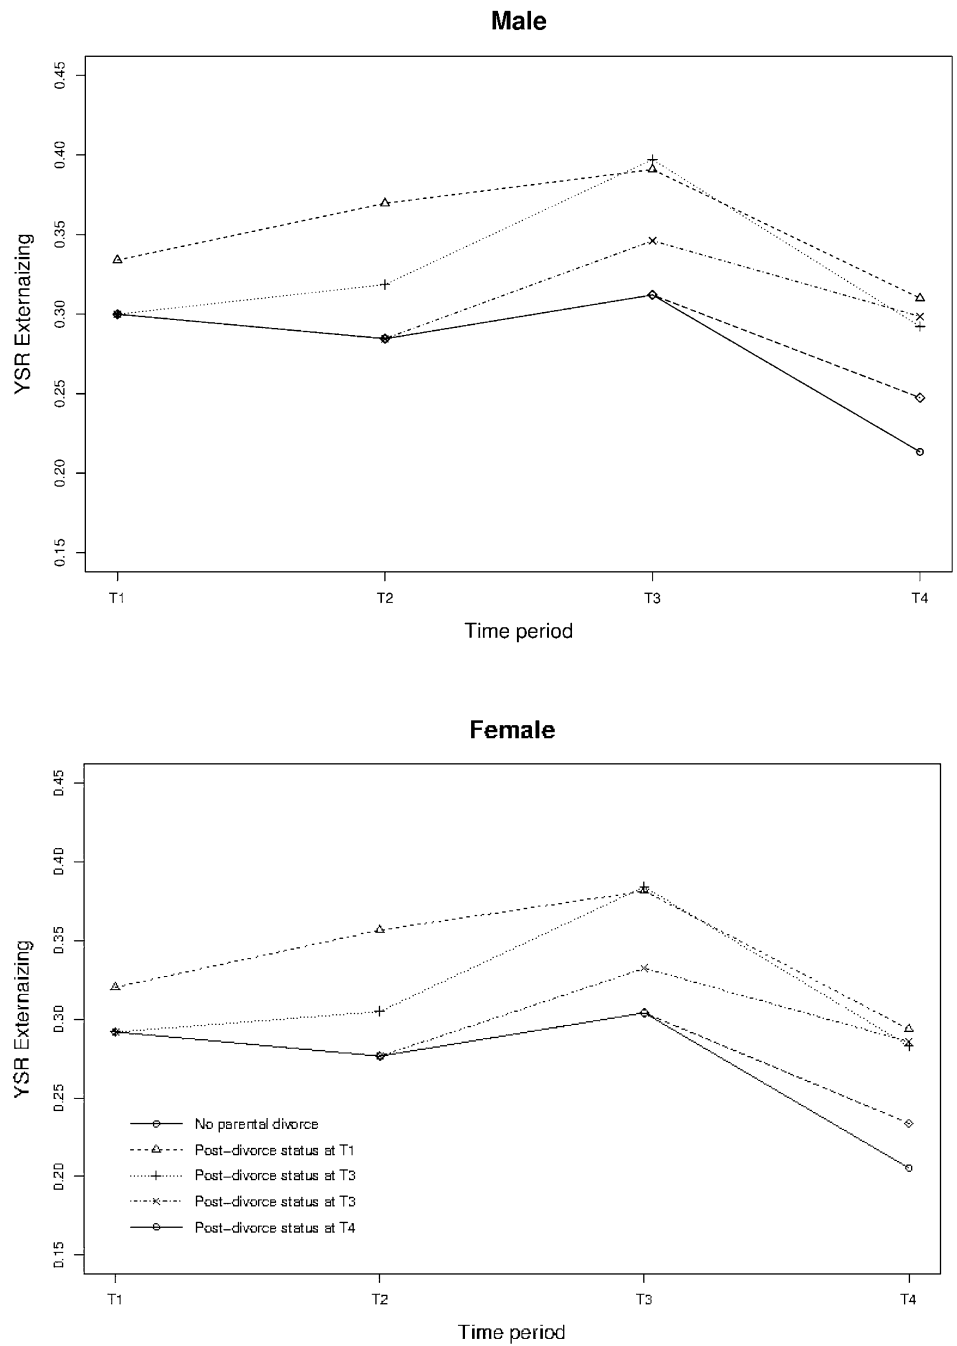 Male
YSR Externaizing
0.45
0.40
0.35
0.30
0.25
0.20
0.15
T1 T2 T3 T4
Time period
Female
YSR Externaizing
0.45
0.40
0.35
0.30
0.25
0.20
0.15
No parental divorce
Post-divorce status at T1
Post-divorce status at T3
Post-divorce status at T3
Post-divorce status at T4
T1 T2 T3 T4
Time period